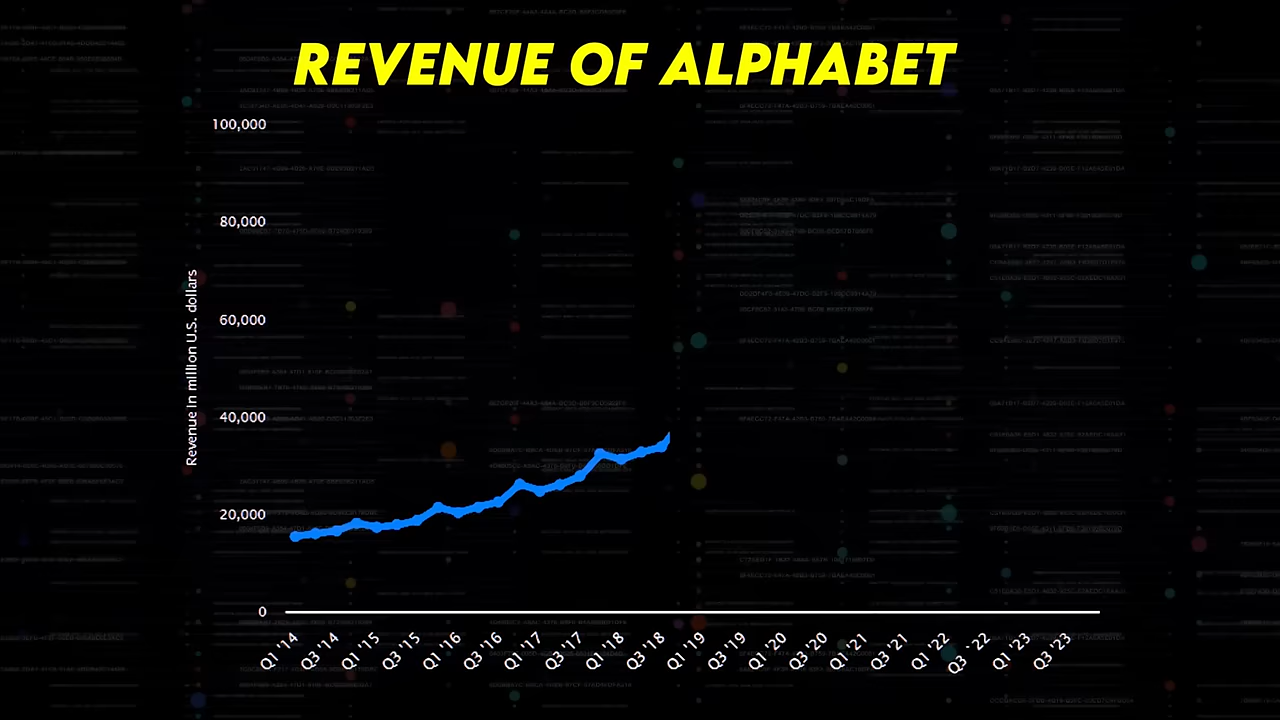 REVENUE OF ALPHABET
Revenue in million U.S. dollars
100,000
80,000
60,000
40,000
20,000
0
Q1 '14
Q3 '14
Q1 '15
Q3 '15
Q1 '16
Q3 '16
Q1 '17
Q3 '17
Q1 '18
Q3 '18
Q1 '19
Q3 '19
Q1 '20
Q3 '20
Q1 '21
Q3 '21
Q1 '22
Q3 '22
Q1 '23
Q3 '23